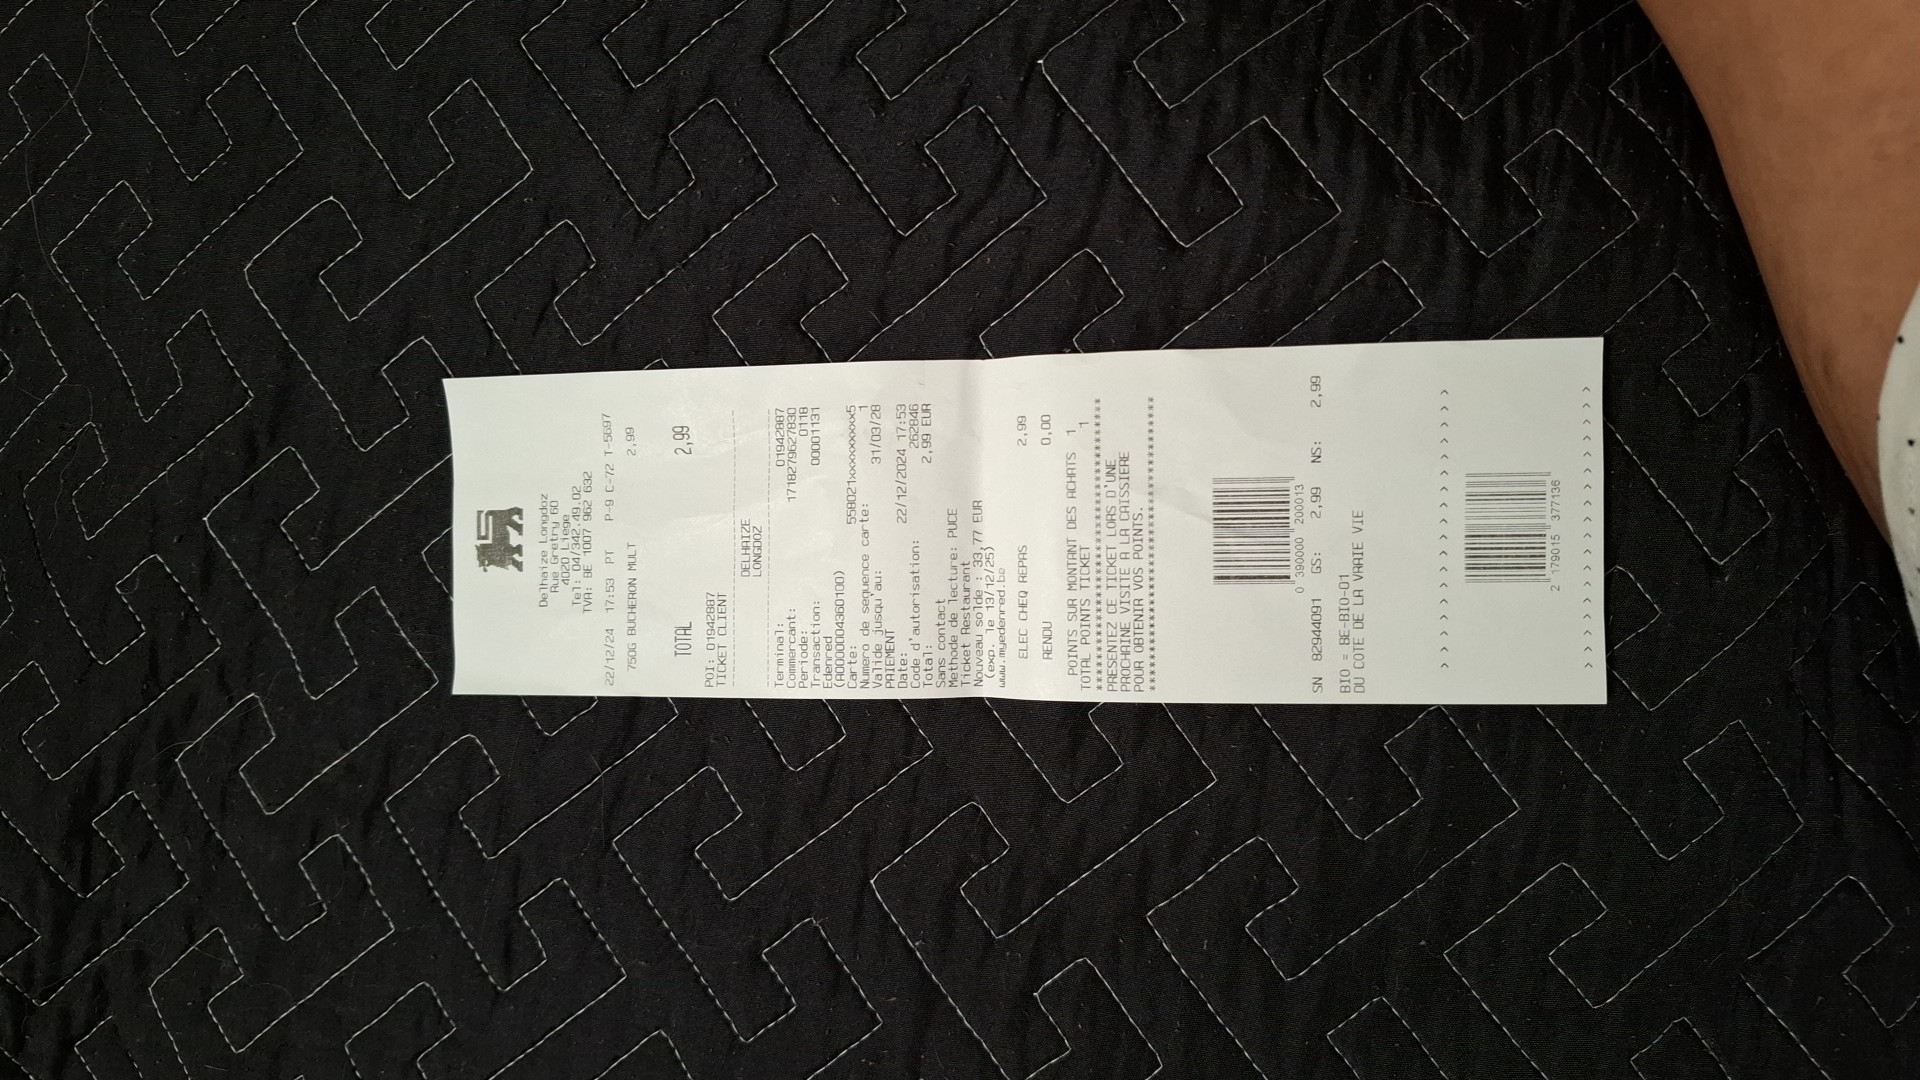 Delhaize Longdoz
Rue Gretry 60
4020 Liege
Tel: 04/342.49.02
TVA: BE 1007 962 632
22/12/24 17:53 PT P-9 C-72 T-5697
750G BUCHERON MULT 2,99
TOTAL 2,99
POI: 01942887
TICKET CLIENT
--------------------------------
DELHAIZE
LONGDOZ
--------------------------------
Terminal: 01942887
Commercant: 1718279627830
Periode: 0118
Transaction: 00001131
Edenred
(A0000004360100)
Carte: 558021xxxxxxxxx5
Numero de sequence carte: 1
Valide jusqu'au: 31/03/28
PAIEMENT
Date: 22/12/2024 17:53
Code d'autorisation: 262846
Total: 2,99 EUR
Sans contact
Methode de lecture: PUCE
Ticket Restaurant
Nouveau solde : 33,77 EUR
(exp. le 13/12/25)
www.myedenred.be
ELEC CHEQ REPAS 2,99
RENDU 0,00
POINTS SUR MONTANT DES ACHATS 1
TOTAL POINTS TICKET 1
**************************************
PRESENTEZ CE TICKET LORS D'UNE
PROCHAINE VISITE A LA CAISSIERE
POUR OBTENIR VOS POINTS.
**************************************
0 390000 200013
SN 82944091 GS: 2,99 NS: 2,99
BIO = BE-BIO-01
DU COTE DE LA VRAIE VIE
> > > > > > > > > > > > > > > > > > >
2 179015 377136
> > > > > > > > > > > > > > > > > > >